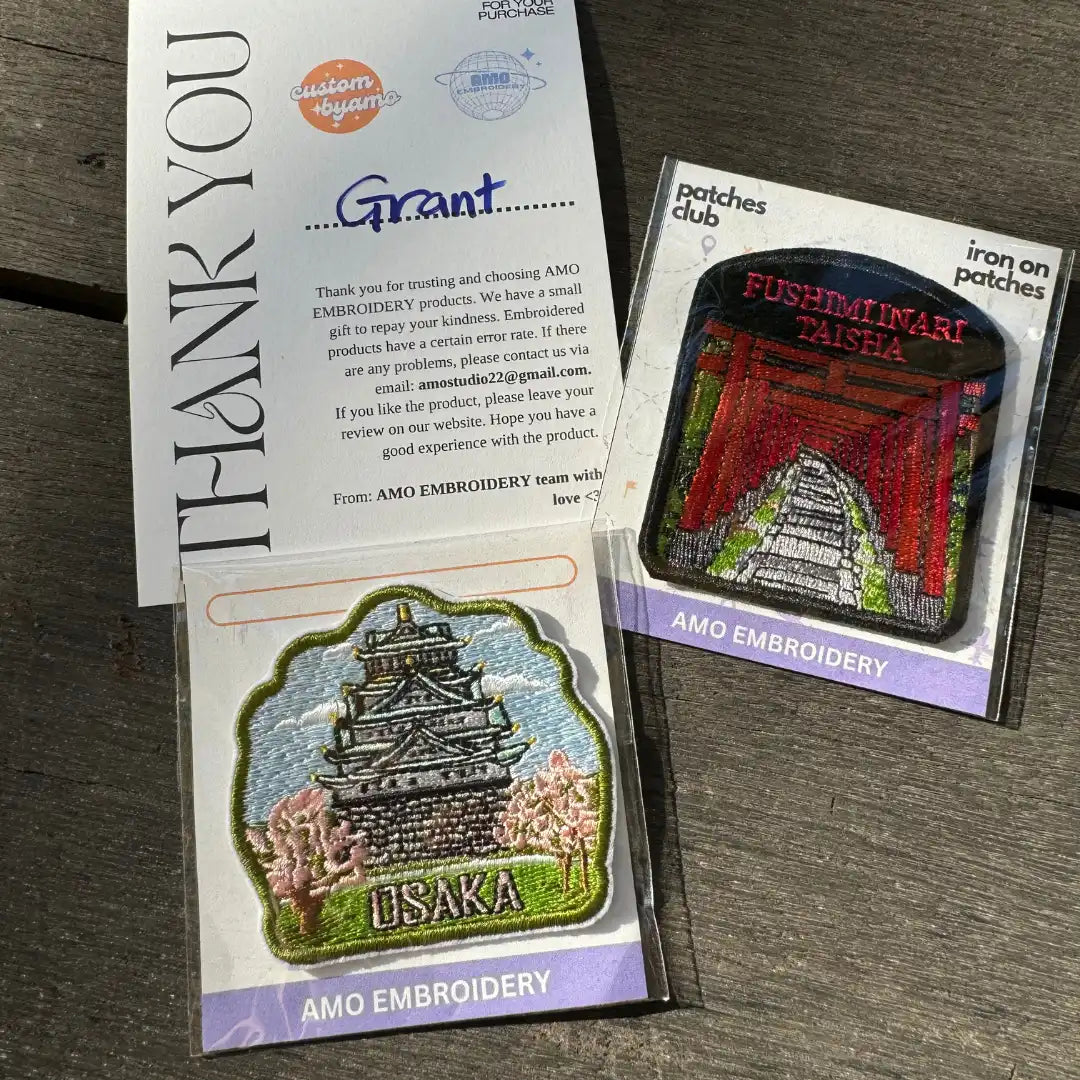 THANK YOU
FOR YOUR
PURCHASE
custom
byamo
AMO
EMBROIDERY
Grant
Thank you for trusting and choosing AMO
EMBROIDERY products. We have a small
gift to repay your kindness. Embroidered
products have a certain error rate. If there
are any problems, please contact us via
email: amostudio22@gmail.com.
If you like the product, please leave your
review on our website. Hope you have a
good experience with the product.
From: AMO EMBROIDERY team with
love <3
patches
club
iron on
patches
FUSHIMI INARI
TAISHA
AMO EMBROIDERY
OSAKA
AMO EMBROIDERY